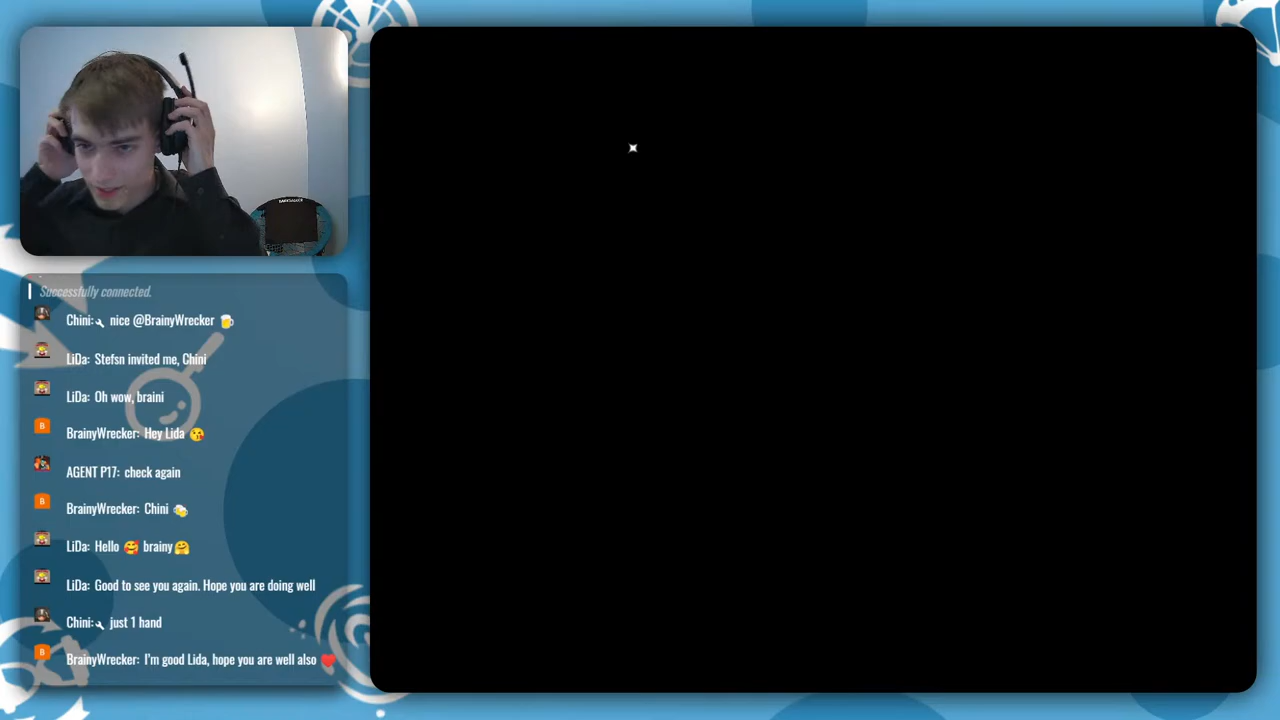 Successfully connected.
Chini: nice @BrainyWrecker 🍺
LiDa: Stefsn invited me, Chini
LiDa: Oh wow, braini
BrainyWrecker: Hey Lida 😘
AGENT P17: check again
BrainyWrecker: Chini 🍻
LiDa: Hello 🥰 brainy🤗
LiDa: Good to see you again. Hope you are doing well
Chini: just 1 hand
BrainyWrecker: I'm good Lida, hope you are well also ❤️
B
B
B